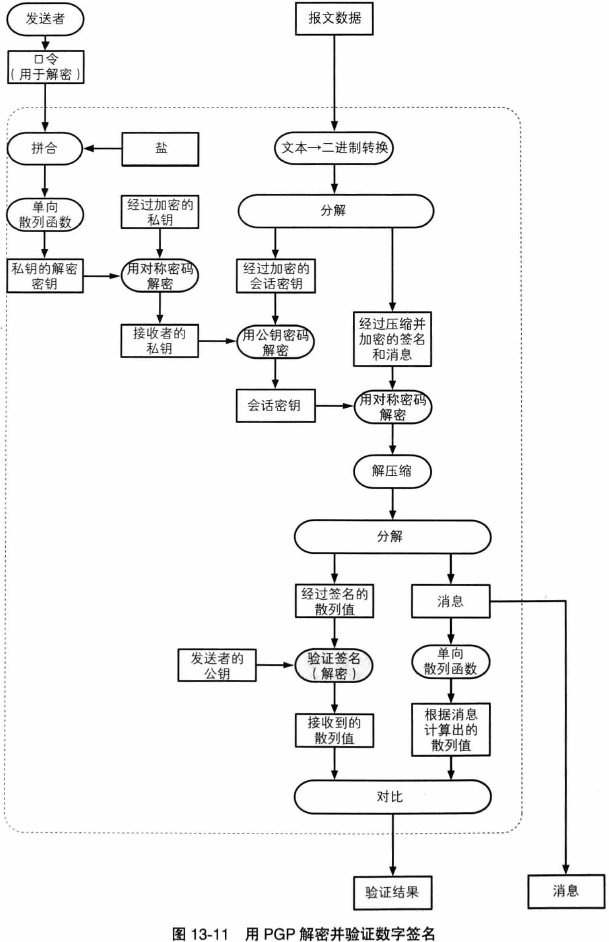 发送者
报文数据
口令
（用于解密）
拼合
盐
文本→二进制转换
单向
散列函数
经过加密的
私钥
分解
私钥的解密
密钥
用对称密码
解密
经过加密的
会话密钥
经过压缩并
加密的签名
和消息
接收者的
私钥
用公钥密码
解密
会话密钥
用对称密码
解密
解压缩
分解
经过签名的
散列值
消息
发送者的
公钥
验证签名
（解密）
单向
散列函数
接收到的
散列值
根据消息
计算出的
散列值
对比
验证结果
消息
图 13-11 用 PGP 解密并验证数字签名